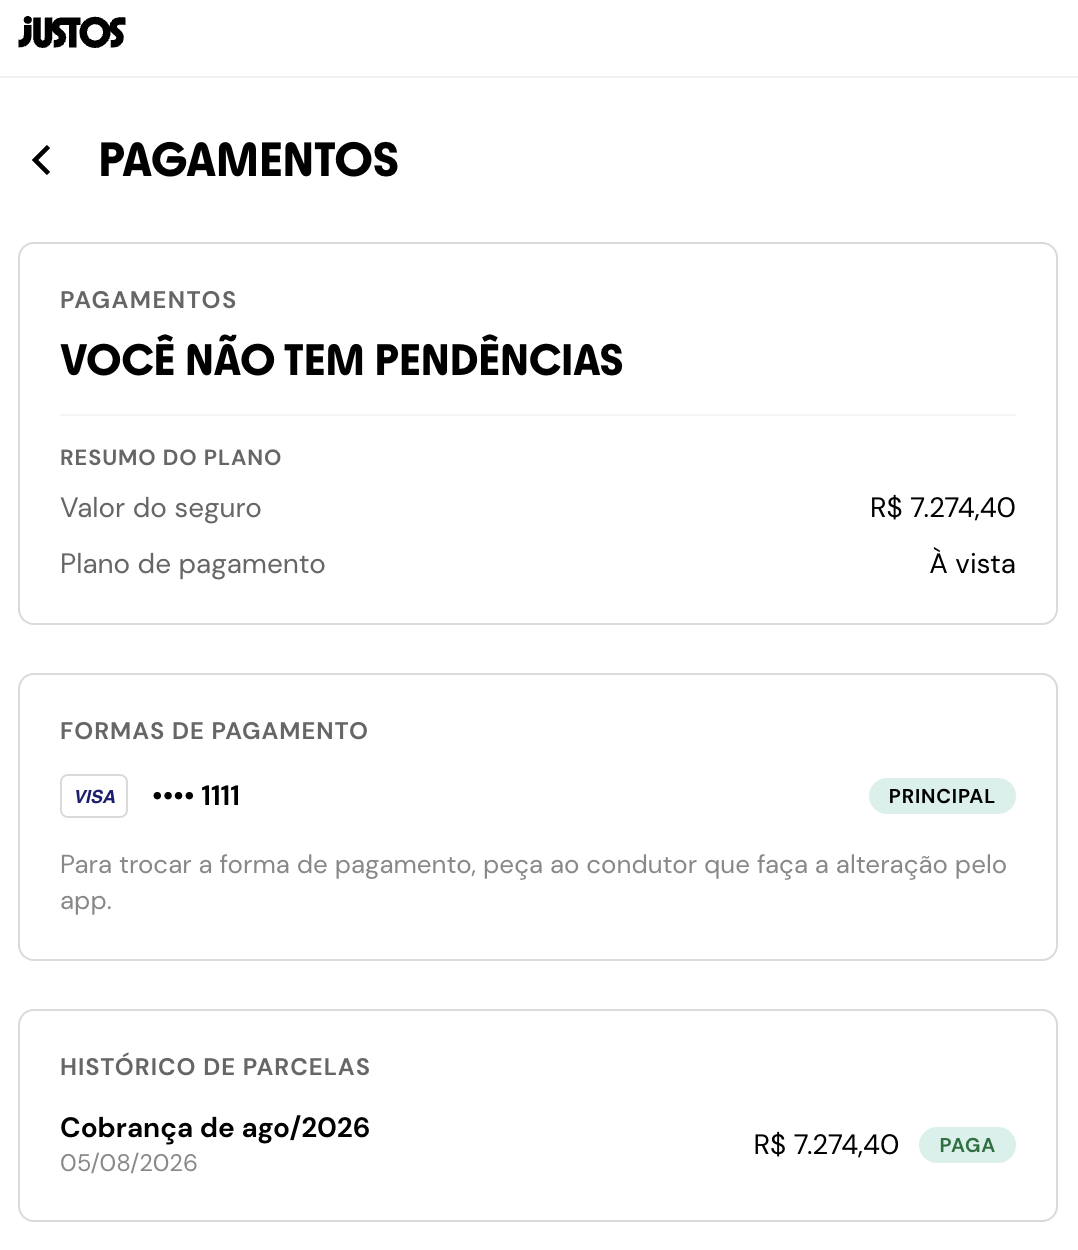 JUSTOS
PAGAMENTOS
PAGAMENTOS
VOCÊ NÃO TEM PENDÊNCIAS
RESUMO DO PLANO
Valor do seguro R$ 7.274,40
Plano de pagamento À vista
FORMAS DE PAGAMENTO
VISA •••• 1111 PRINCIPAL
Para trocar a forma de pagamento, peça ao condutor que faça a alteração pelo
app.
HISTÓRICO DE PARCELAS
Cobrança de ago/2026
R$ 7.274,40 PAGA
05/08/2026